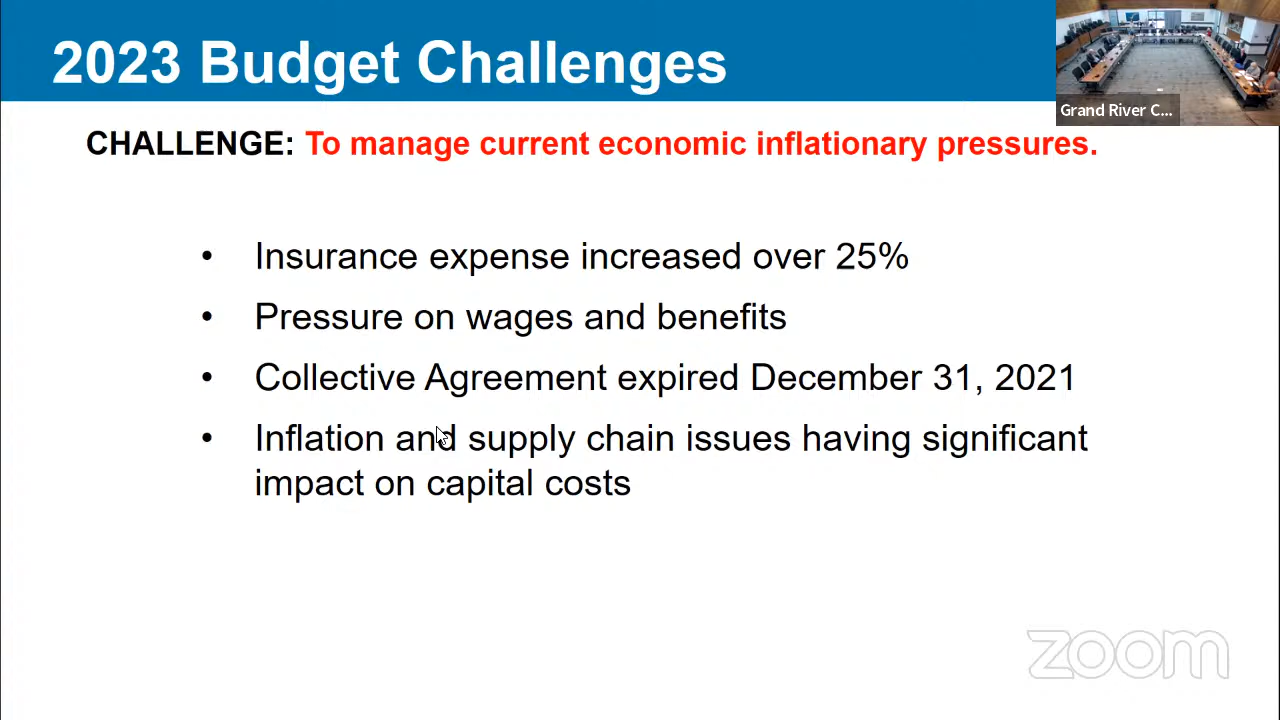 2023 Budget Challenges
Grand River C...
CHALLENGE: To manage current economic inflationary pressures.
• Insurance expense increased over 25%
• Pressure on wages and benefits
• Collective Agreement expired December 31, 2021
• Inflation and supply chain issues having significant
impact on capital costs
zoom